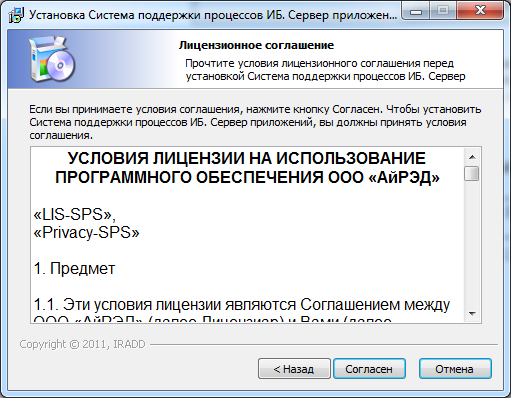 Установка Система поддержки процессов ИБ. Сервер приложен...
Лицензионное соглашение
Прочтите условия лицензионного соглашения перед
установкой Система поддержки процессов ИБ. Сервер
Если вы принимаете условия соглашения, нажмите кнопку Согласен. Чтобы установить
Система поддержки процессов ИБ. Сервер приложений, вы должны принять условия
соглашения.
УСЛОВИЯ ЛИЦЕНЗИИ НА ИСПОЛЬЗОВАНИЕ
ПРОГРАММНОГО ОБЕСПЕЧЕНИЯ ООО «АйРЭД»
«LIS-SPS»,
«Privacy-SPS»
1. Предмет
1.1. Эти условия лицензии являются Соглашением между
ООО «АйРЭД» (далее Лицензиар) и Вами (далее
Copyright © 2011, IRADD
< Назад
Согласен
Отмена